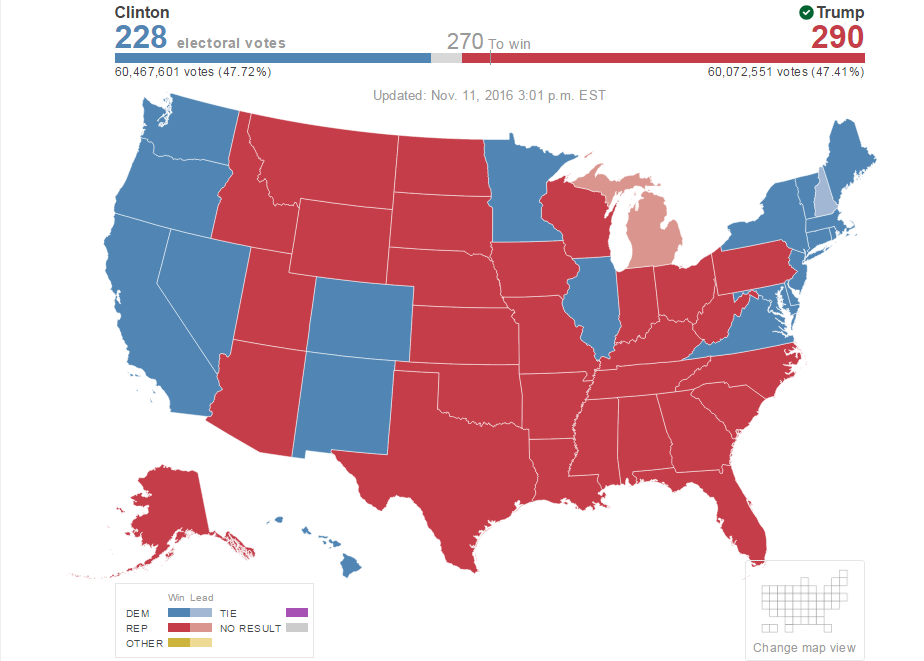 Clinton
Trump
228 electoral votes
270 To win
290
60,467,601 votes (47.72%)
60,072,551 votes (47.41%)
Updated: Nov. 11, 2016 3:01 p.m. EST
Win Lead
DEM
TIE
REP
NO RESULT
OTHER
Change map view